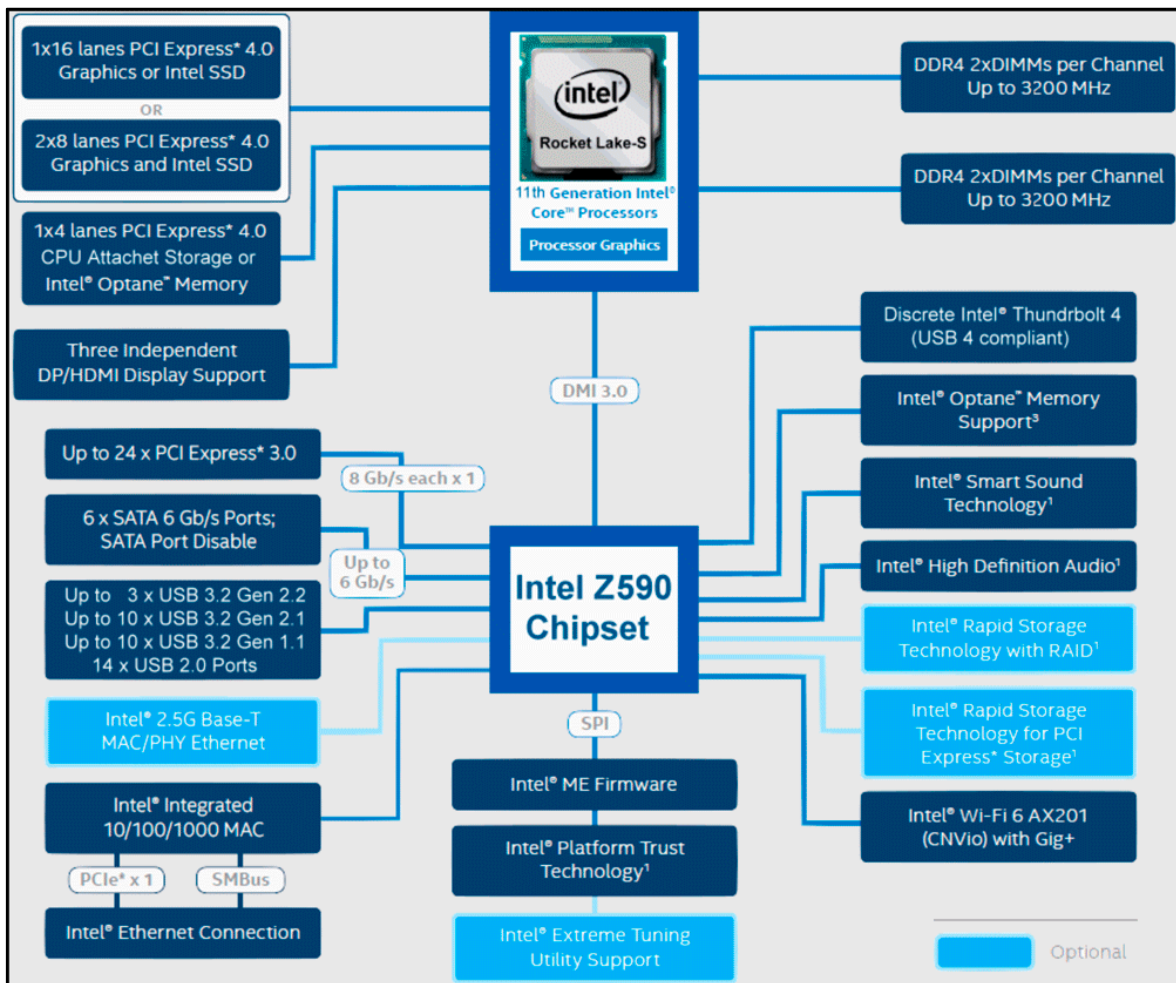 1x16 lanes PCI Express* 4.0
Graphics or Intel SSD
OR
2x8 lanes PCI Express* 4.0
Graphics and Intel SSD
1x4 lanes PCI Express* 4.0
CPU Attachet Storage or
Intel® Optane™ Memory
Three Independent
DP/HDMI Display Support
intel
Rocket Lake-S
11th Generation Intel®
Core™ Processors
Processor Graphics
DDR4 2xDIMMs per Channel
Up to 3200 MHz
DDR4 2xDIMMs per Channel
Up to 3200 MHz
DMI 3.0
Up to 24 x PCI Express* 3.0
8 Gb/s each x 1
6 x SATA 6 Gb/s Ports;
SATA Port Disable
Up to
6 Gb/s
Up to 3 x USB 3.2 Gen 2.2
Up to 10 x USB 3.2 Gen 2.1
Up to 10 x USB 3.2 Gen 1.1
14 x USB 2.0 Ports
Intel® 2.5G Base-T
MAC/PHY Ethernet
Intel® Integrated
10/100/1000 MAC
PCIe* x 1
SMBus
Intel® Ethernet Connection
Intel Z590
Chipset
SPI
Intel® ME Firmware
Intel® Platform Trust
Technology¹
Intel® Extreme Tuning
Utility Support
Discrete Intel® Thundrbolt 4
(USB 4 compliant)
Intel® Optane™ Memory
Support³
Intel® Smart Sound
Technology¹
Intel® High Definition Audio¹
Intel® Rapid Storage
Technology with RAID¹
Intel® Rapid Storage
Technology for PCI
Express* Storage¹
Intel® Wi-Fi 6 AX201
(CNVio) with Gig+
Optional